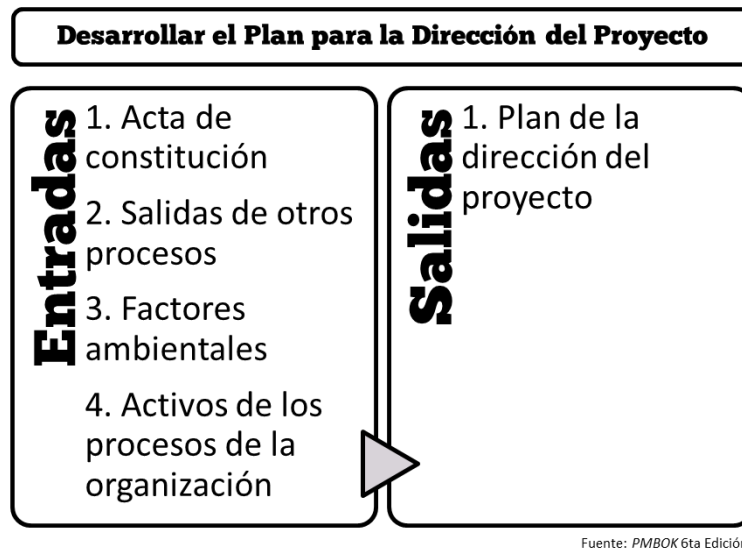 Desarrollar el Plan para la Dirección del Proyecto
Entradas
1. Acta de
constitución
2. Salidas de otros
procesos
3. Factores
ambientales
4. Activos de los
procesos de la
organización
Salidas
1. Plan de la
dirección del
proyecto
Fuente: PMBOK 6ta Edición